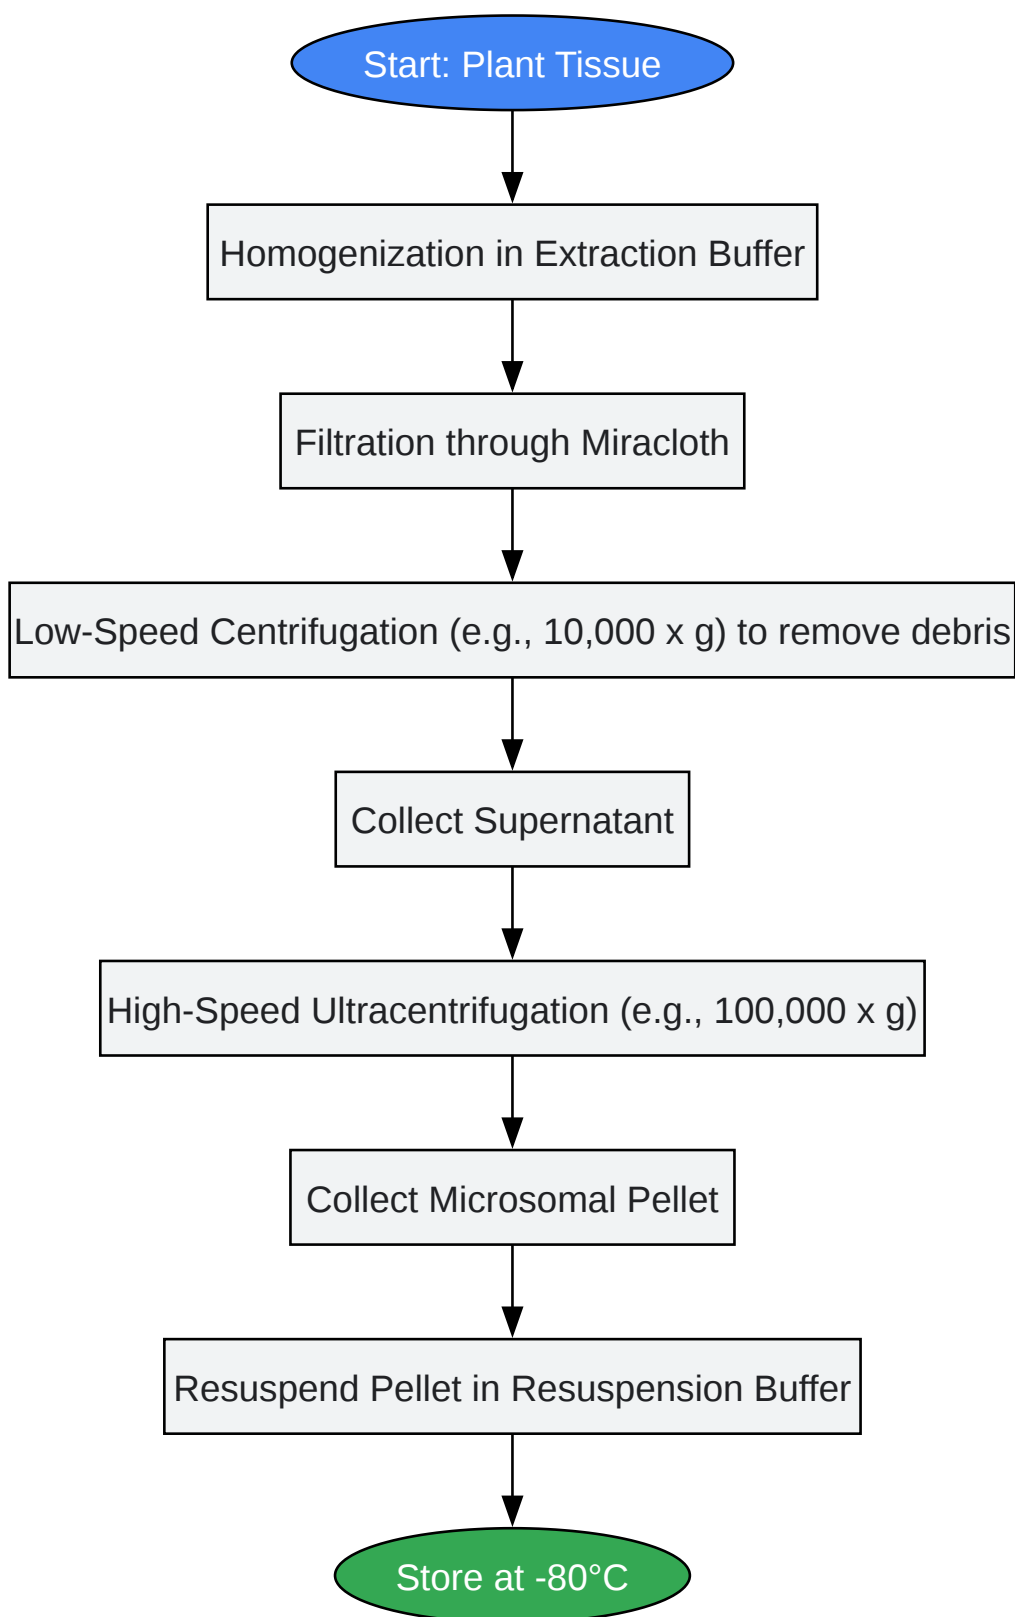 Start: Plant Tissue
Homogenization in Extraction Buffer
Filtration through Miracloth
Low-Speed Centrifugation (e.g., 10,000 x g) to remove debris
Collect Supernatant
High-Speed Ultracentrifugation (e.g., 100,000 x g)
Collect Microsomal Pellet
Resuspend Pellet in Resuspension Buffer
Store at -80°C